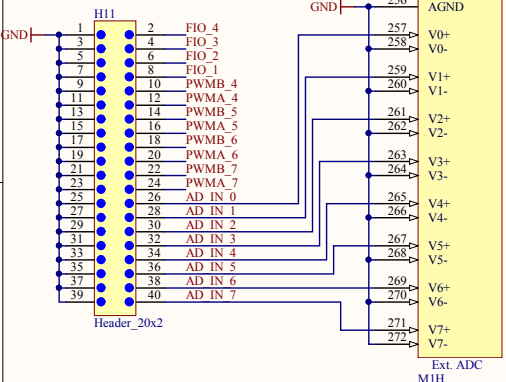 256 AGND
GND
H11
GND
1 2 FIO_4
3 4 FIO_3
5 6 FIO_2
7 8 FIO_1
9 10 PWMB_4
11 12 PWMA_4
13 14 PWMB_5
15 16 PWMA_5
17 18 PWMB_6
19 20 PWMA_6
21 22 PWMB_7
23 24 PWMA_7
25 26 AD_IN_0
27 28 AD_IN_1
29 30 AD_IN_2
31 32 AD_IN_3
33 34 AD_IN_4
35 36 AD_IN_5
37 38 AD_IN_6
39 40 AD_IN_7
Header_20x2
257 V0+
258 V0-
259 V1+
260 V1-
261 V2+
262 V2-
263 V3+
264 V3-
265 V4+
266 V4-
267 V5+
268 V5-
269 V6+
270 V6-
271 V7+
272 V7-
Ext. ADC
M1H